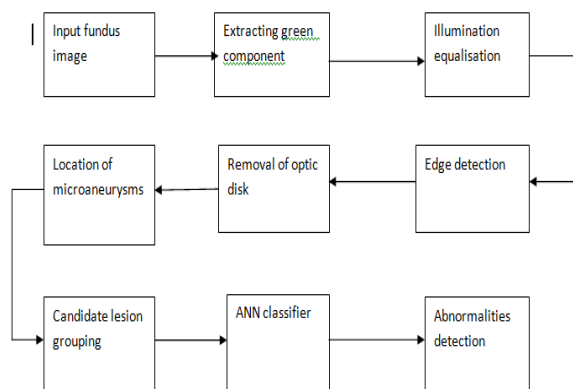 Input fundus
image
Extracting green
component
Illumination
equalisation
Location of
microaneurysms
Removal of optic
disk
Edge detection
Candidate lesion
grouping
ANN classifier
Abnormalities
detection